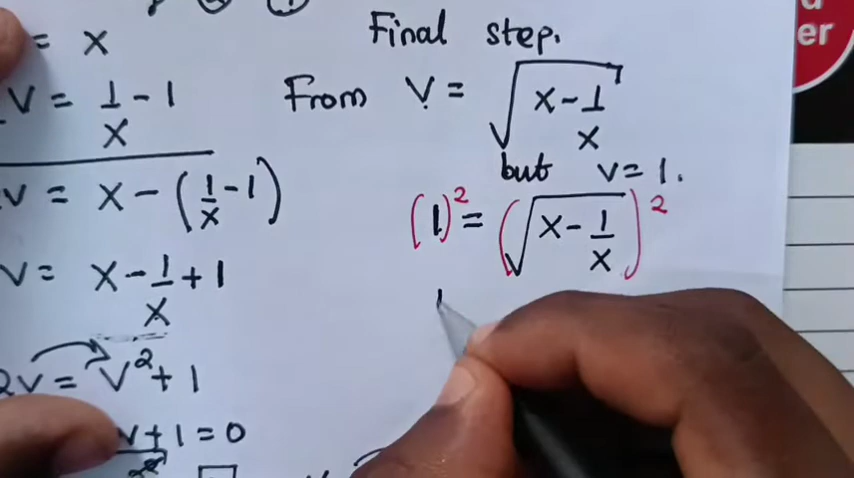 = x
V = 1/x - 1
V = x - (1/x - 1)
V = x - 1/x + 1
2V = V² + 1
V + 1 = 0
Final step.
From V = √(x - 1/x)
but V = 1.
(1)² = (√(x - 1/x))²
1
er